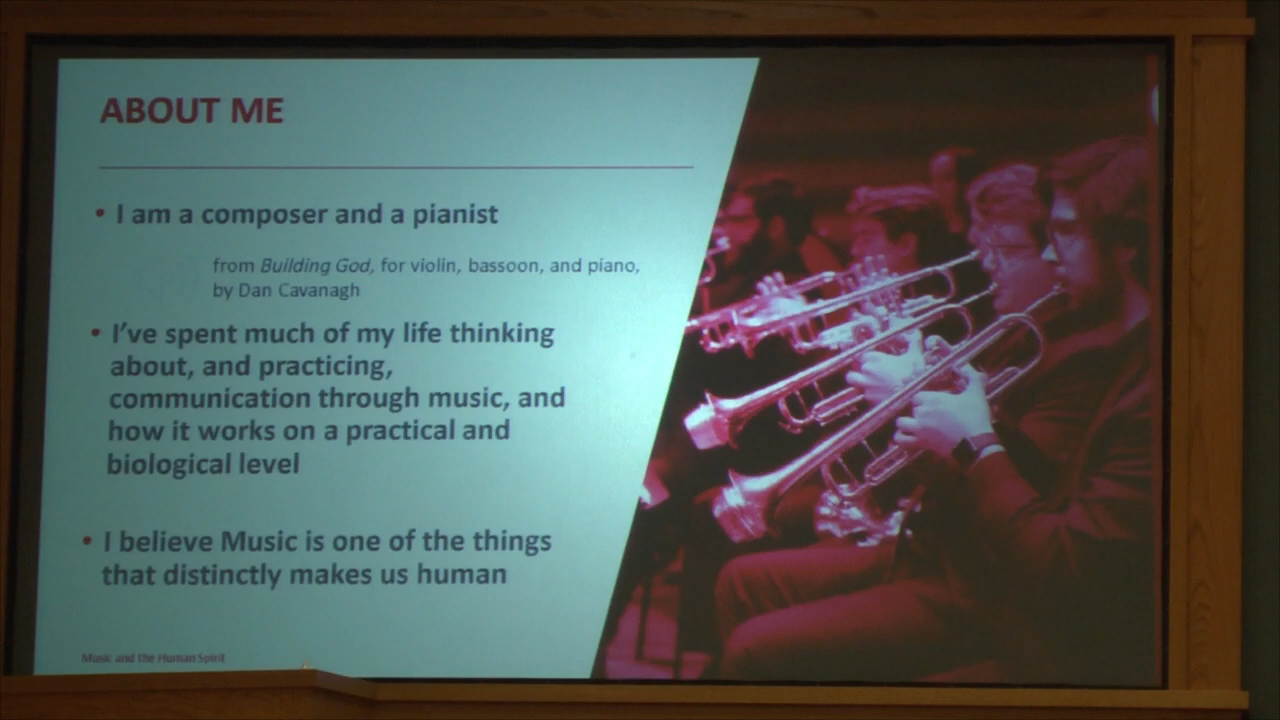 ABOUT ME
• I am a composer and a pianist
from Building God, for violin, bassoon, and piano,
by Dan Cavanagh
• I've spent much of my life thinking
about, and practicing,
communication through music, and
how it works on a practical and
biological level
• I believe Music is one of the things
that distinctly makes us human
Music and the Human Spirit